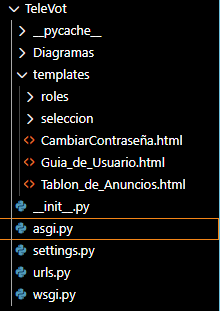 TeleVot
__pycache__
Diagramas
templates
roles
seleccion
CambiarContraseña.html
Guia_de_Usuario.html
Tablon_de_Anuncios.html
__init__.py
asgi.py
settings.py
urls.py
wsgi.py